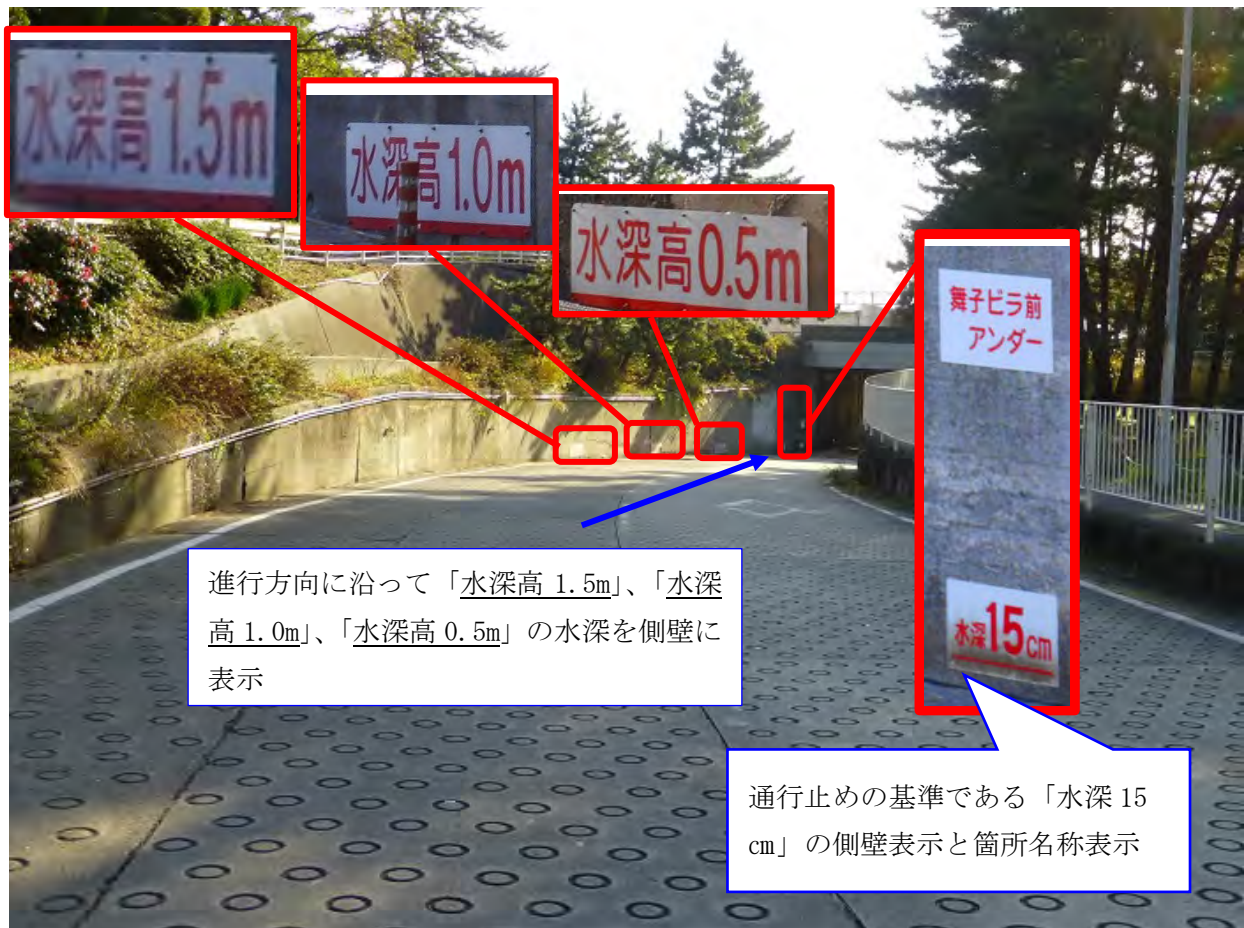 水深高1.5m
水深高1.0m
水深高0.5m
舞子ビラ前
アンダー
水深15cm
進行方向に沿って「水深高 1.5m」、「水深
高 1.0m」、「水深高 0.5m」の水深を側壁に
表示
通行止めの基準である「水深 15
cm」の側壁表示と箇所名称表示